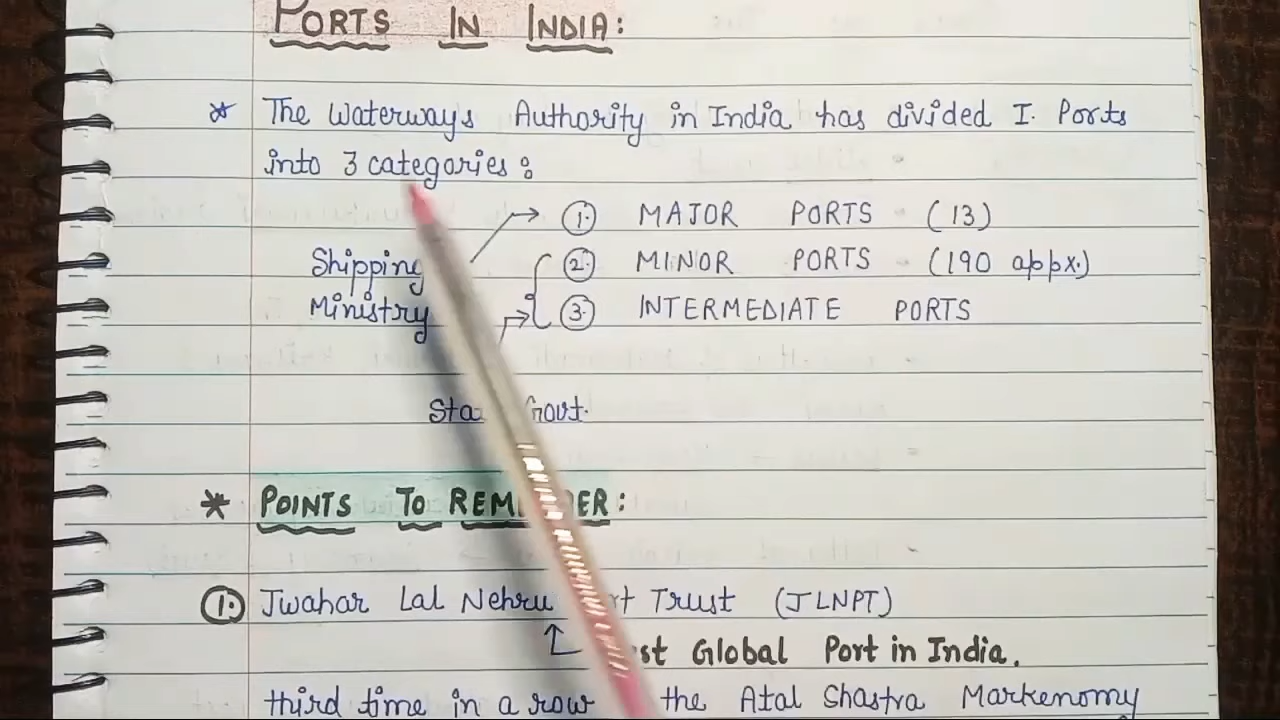 PORTS IN INDIA:
* The Waterways Authority in India has divided I. Ports
into 3 categories:
1. MAJOR PORTS - (13)
Shipping
Ministry
2. MINOR PORTS - (190 appx.)
3. INTERMEDIATE PORTS
Govt.
* POINTS TO
1. Jwahar Lal Nehru Trust (JLNPT)
Global Port in India.
third time in a row the Atal Shastra Markenomy